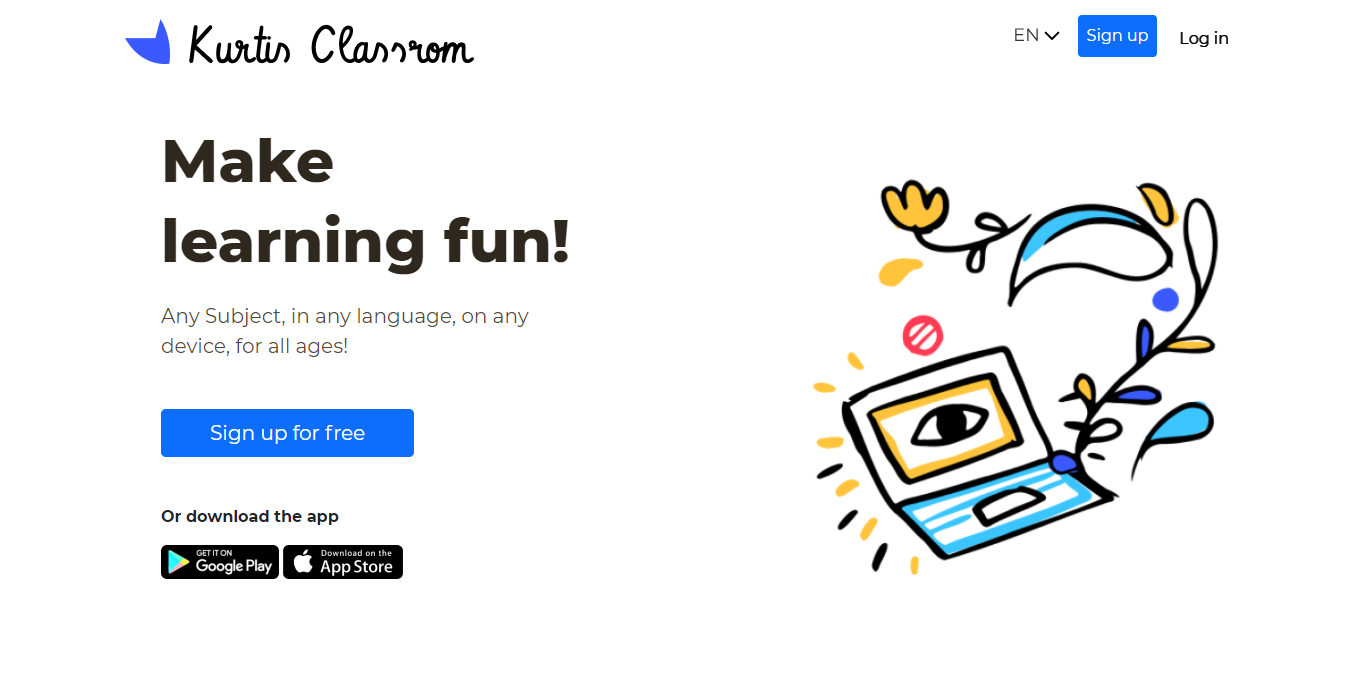 Kurtis Classrom
EN
Sign up
Log in
Make
learning fun!
Any Subject, in any language, on any
device, for all ages!
Sign up for free
Or download the app
GET IT ON
Google Play
Download on the
App Store